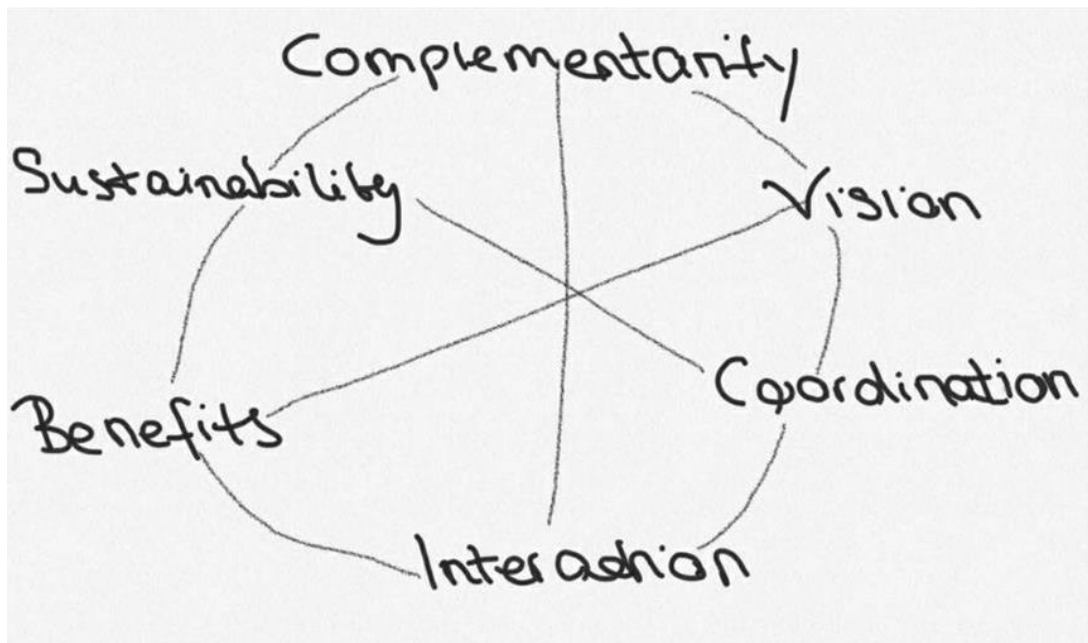 Complementarity
Sustainability
Vision
Coordination
Benefits
Interaction